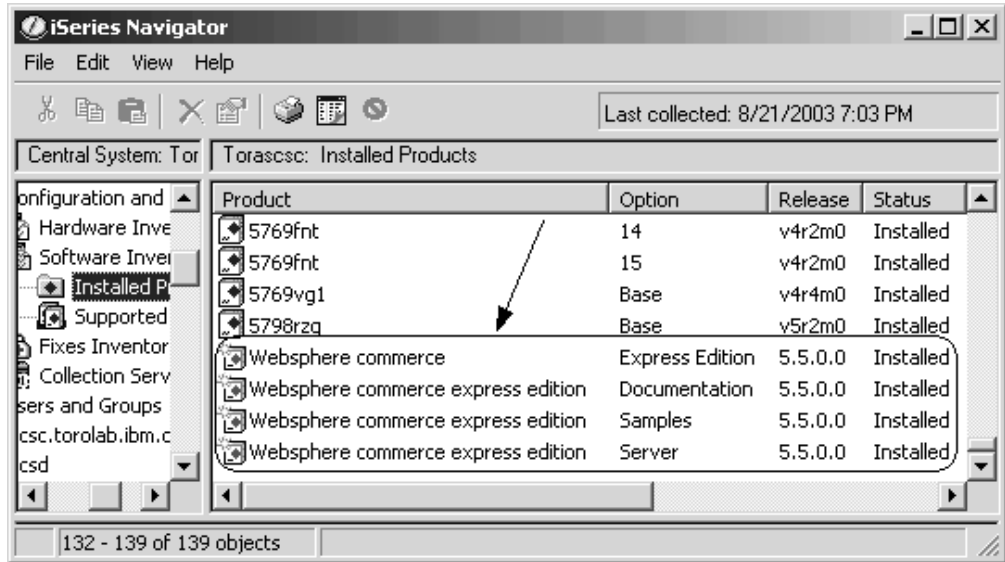 iSeries Navigator
File Edit View Help
Last collected: 8/21/2003 7:03 PM
Central System: Tor Torascsc: Installed Products
onfiguration and
Hardware Inve
Software Inver
Installed P
Supported
Fixes Inventor
Collection Serv
sers and Groups
csc.torolab.ibm.c
csd
Product Option Release Status
5769fnt 14 v4r2m0 Installed
5769fnt 15 v4r2m0 Installed
5769vg1 Base v4r4m0 Installed
5798rzq Base v5r2m0 Installed
Websphere commerce Express Edition 5.5.0.0 Installed
Websphere commerce express edition Documentation 5.5.0.0 Installed
Websphere commerce express edition Samples 5.5.0.0 Installed
Websphere commerce express edition Server 5.5.0.0 Installed
132 - 139 of 139 objects